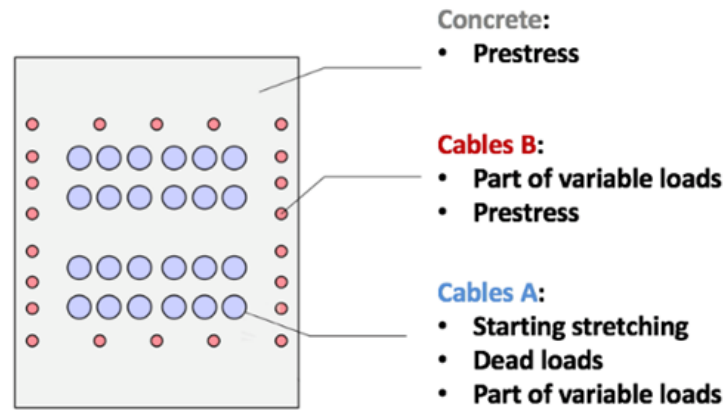 Concrete:
• Prestress
Cables B:
• Part of variable loads
• Prestress
Cables A:
• Starting stretching
• Dead loads
• Part of variable loads